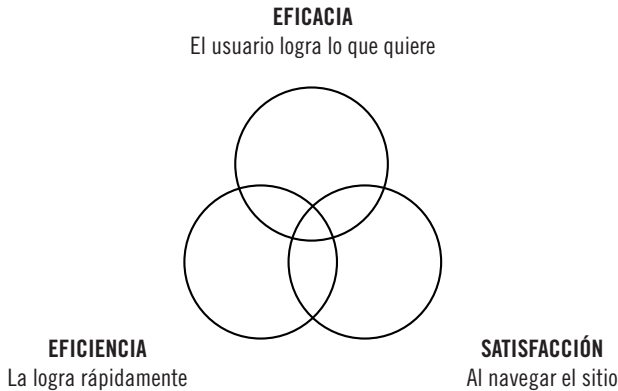 EFICACIA
El usuario logra lo que quiere
EFICIENCIA
La logra rápidamente
SATISFACCIÓN
Al navegar el sitio